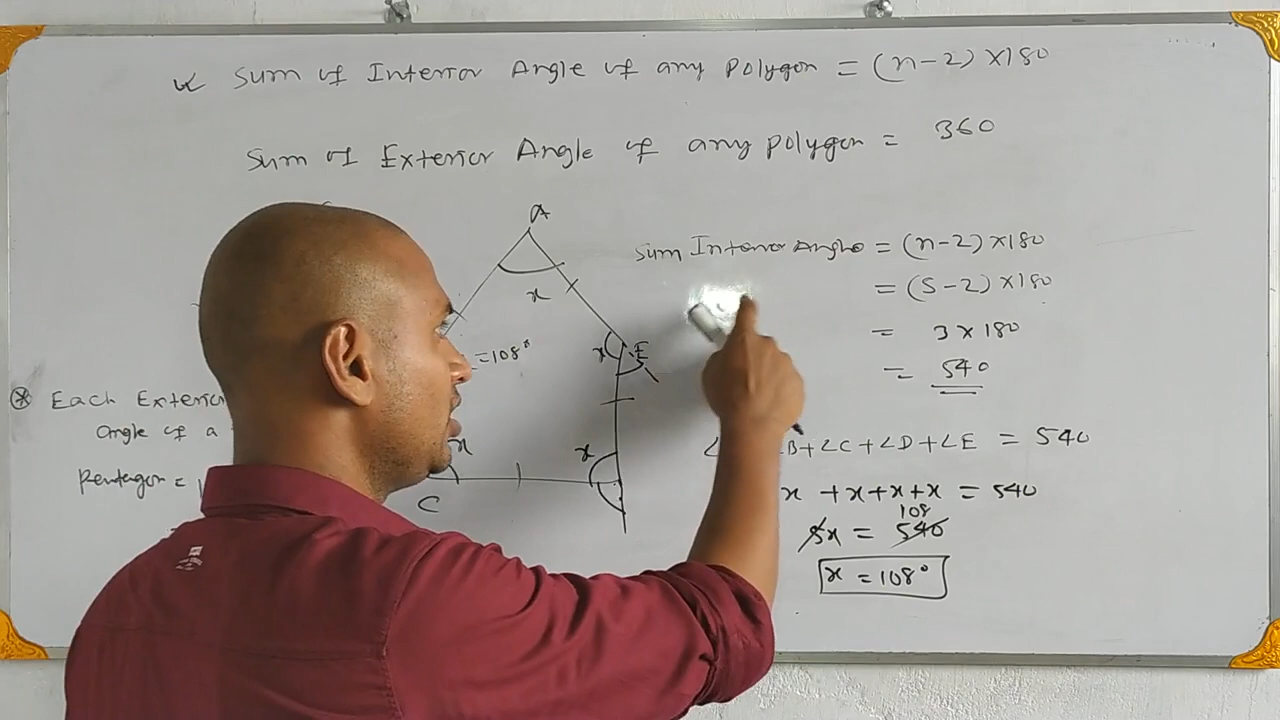 Sum of Interior Angle of any Polygon = (n-2)×180
Sum of Exterior Angle of any polygon = 360
A
x
x
E
=108°
x
x
C
Sum Interior Angle = (n-2)×180
= (5-2)×180
= 3×180
= 540
B+∠C+∠D+∠E = 540
x +x+x+x = 540
108
5x = 540
x = 108°
Each Exterior
Angle of a
Pentagon =